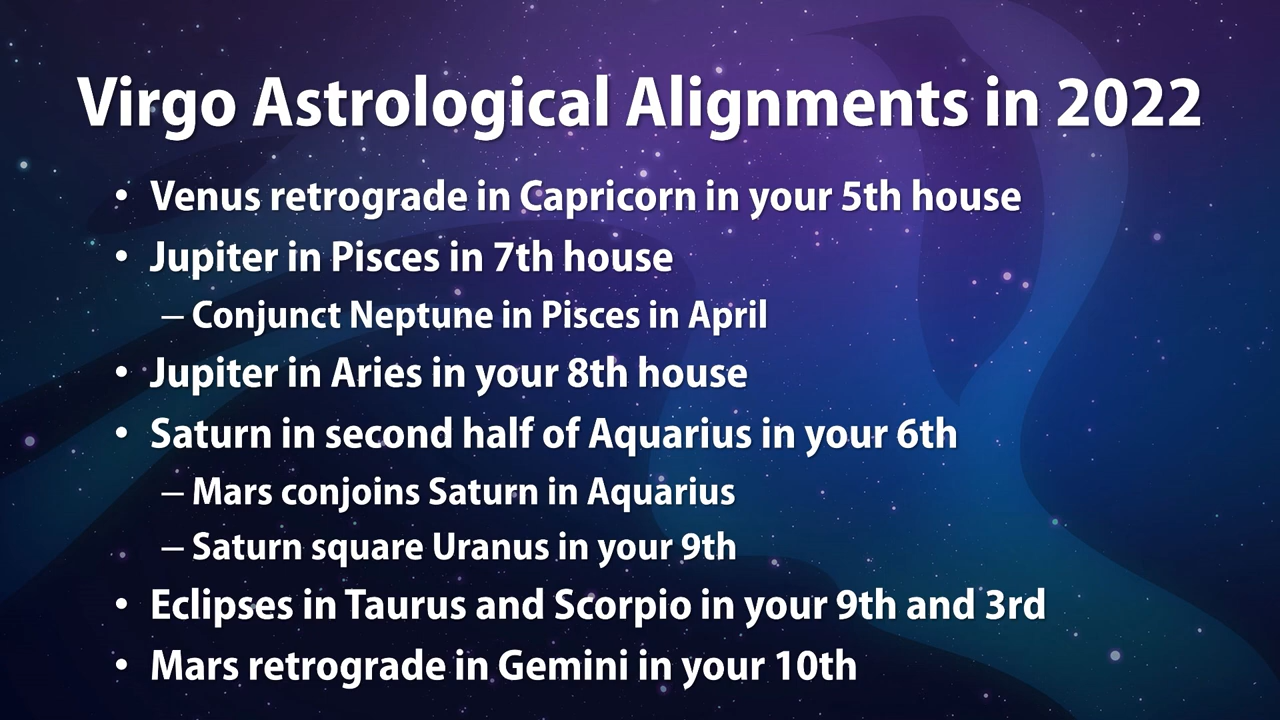 Virgo Astrological Alignments in 2022
• Venus retrograde in Capricorn in your 5th house
• Jupiter in Pisces in 7th house
– Conjunct Neptune in Pisces in April
• Jupiter in Aries in your 8th house
• Saturn in second half of Aquarius in your 6th
– Mars conjoins Saturn in Aquarius
– Saturn square Uranus in your 9th
• Eclipses in Taurus and Scorpio in your 9th and 3rd
• Mars retrograde in Gemini in your 10th